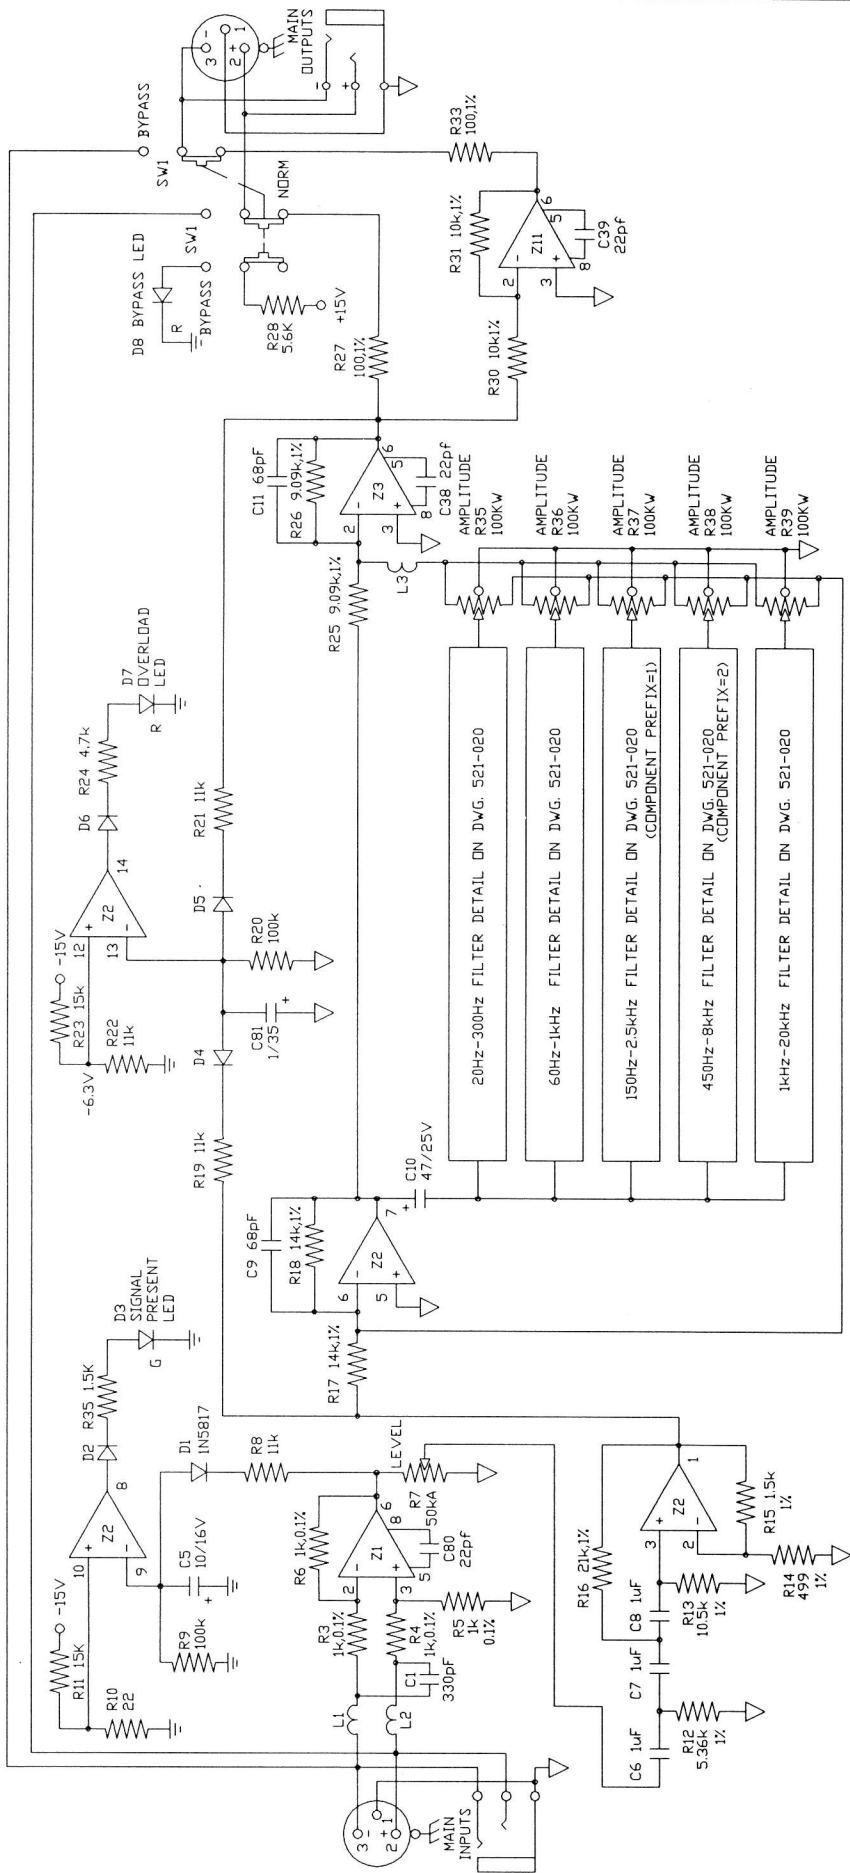 3
-
1
+
2
MAIN
INPUTS
L1
L2
C1
330pF
R3
1k,0.1%
R4
1k,0.1%
R5
1k
0.1%
R6 1k,0.1%
2
-
3
+
Z1
6
8
5
C80
22pf
R7
50kA
LEVEL
R8
11k
D1
1N5817
R11 15K
-15V
R10
22
R9
100k
C5
10/16V
+
10
+
9
-
Z2
8
D2
R35 1.5K
D3
SIGNAL
PRESENT
LED
G
C6 1uF
R12
5.36k
1%
C7 1uF
C8 1uF
R13
10.5k
1%
R16 21k,1%
3
+
2
-
Z2
1
R15 1.5k
1%
R14
499
1%
R17 14k,1%
R18 14k,1%
C9 68pF
6
-
5
+
Z2
7
+
C10
47/25V
R19 11k
D4
C81
1/35
+
R20
100k
D5
R21 11k
-6.3V
R23 15k
-15V
R22
11k
12
+
13
-
Z2
14
D6
R24 4.7k
D7
OVERLOAD
LED
R
R25 9.09k,1%
C11 68pF
R26 9.09k,1%
2
-
3
+
Z3
6
5
8
C38 22pf
L3
20Hz-300Hz FILTER DETAIL ON DWG. 521-020
60Hz-1kHz FILTER DETAIL ON DWG. 521-020
150Hz-2.5kHz FILTER DETAIL ON DWG. 521-020
(COMPONENT PREFIX=1)
450Hz-8kHz FILTER DETAIL ON DWG. 521-020
(COMPONENT PREFIX=2)
1kHz-20kHz FILTER DETAIL ON DWG. 521-020
AMPLITUDE
R35
100KW
AMPLITUDE
R36
100KW
AMPLITUDE
R37
100KW
AMPLITUDE
R38
100KW
AMPLITUDE
R39
100KW
R27
100,1%
R28
5.6K
+15V
D8 BYPASS LED
R
BYPASS
SW1
NORM
SW1
BYPASS
R30 10k1%
R31 10k,1%
2
-
3
+
Z11
6
5
8
C39
22pf
R33
100,1%
3
-
2
+
1
MAIN
OUTPUTS
-
+